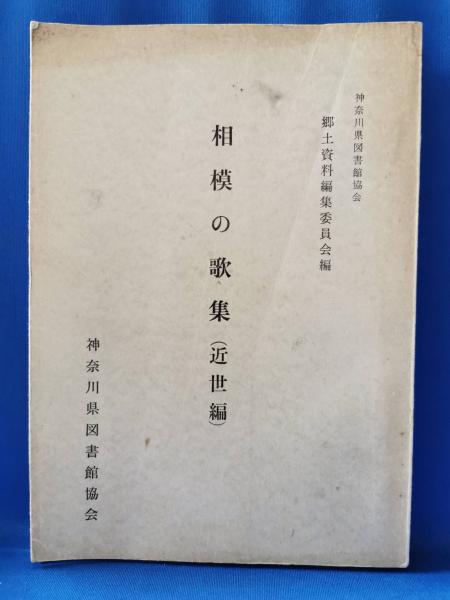 神奈川県図書館協会
郷土資料編集委員会編
相模の歌集(近世編)
神奈川県図書館協会